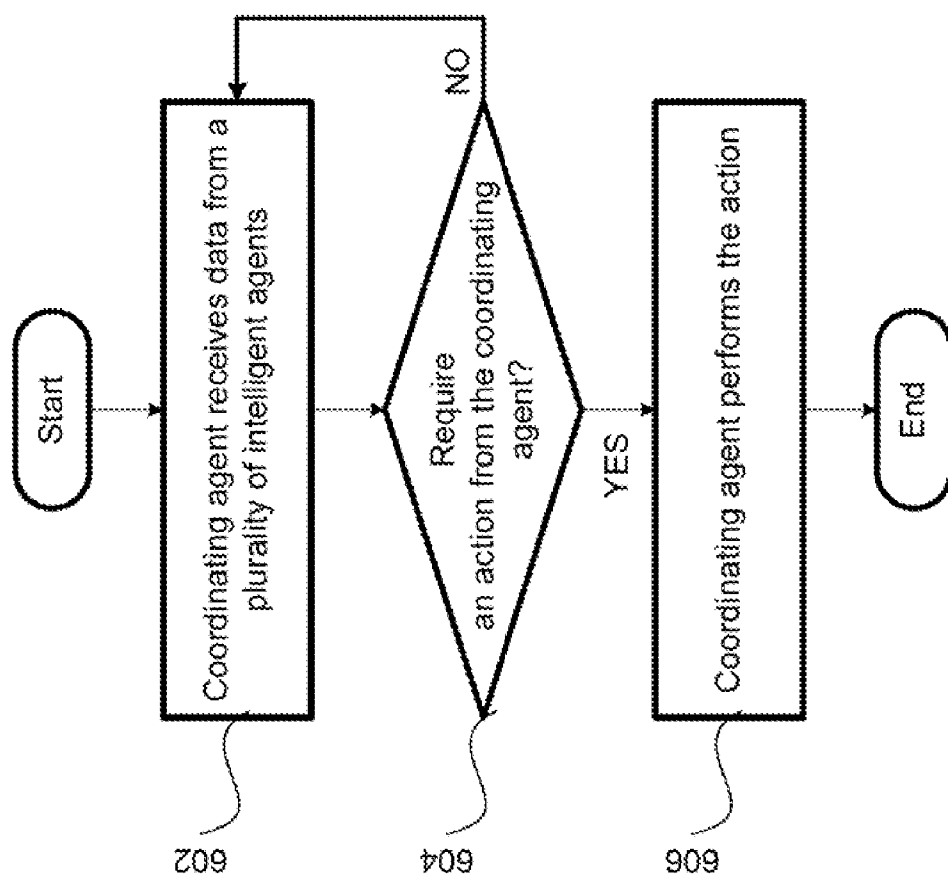 Start
Coordinating agent receives data from a
plurality of intelligent agents
602
Require
an action from the coordinating
agent?
604
NO
YES
Coordinating agent performs the action
606
End